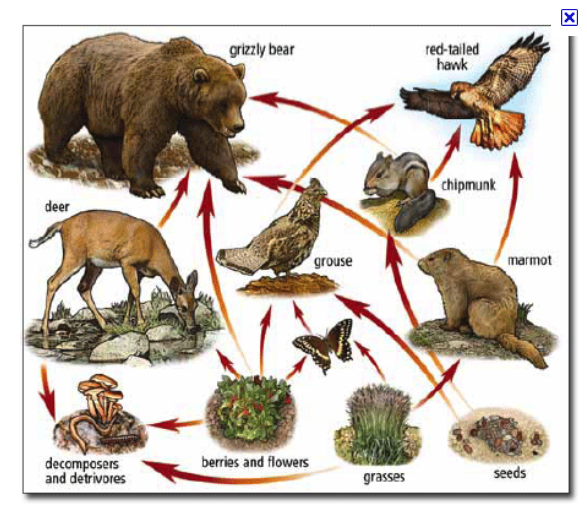 grizzly bear
red-tailed
hawk
chipmunk
deer
grouse
marmot
decomposers
and detrivores
berries and flowers
grasses
seeds